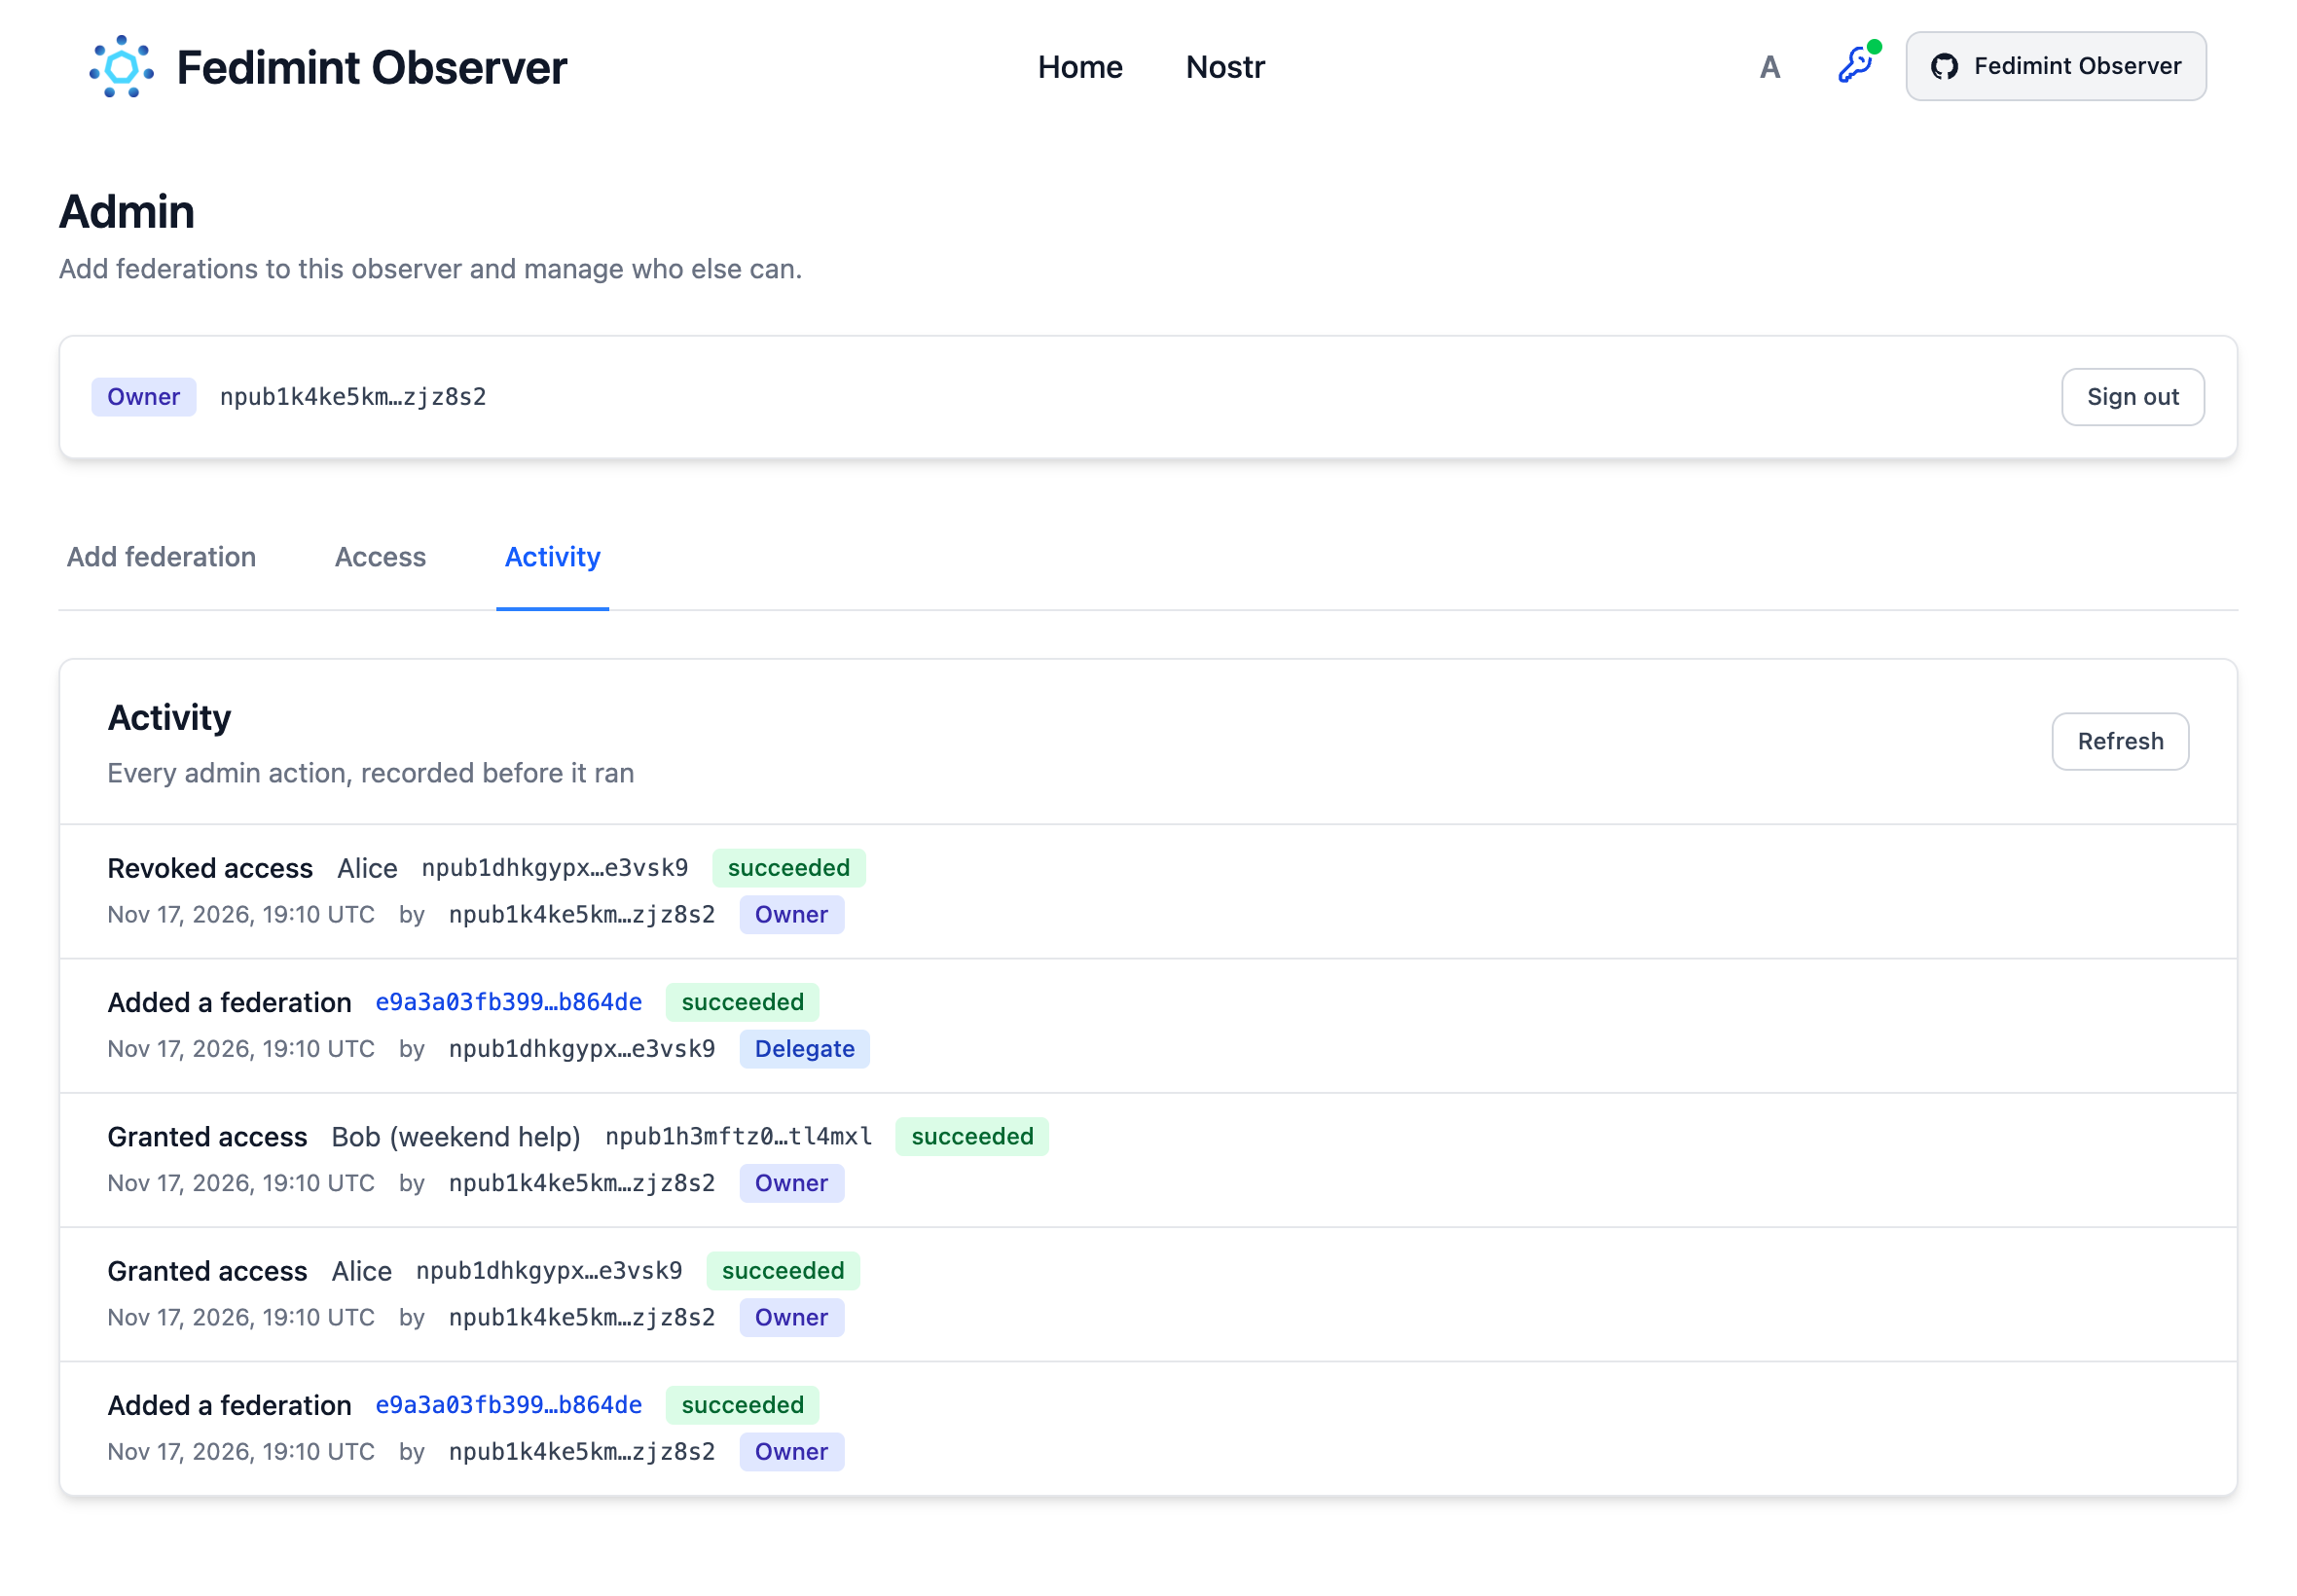 Fedimint Observer
Home
Nostr
A
Fedimint Observer
Admin
Add federations to this observer and manage who else can.
Owner npub1k4ke5km…zjz8s2
Sign out
Add federation
Access
Activity
Activity
Every admin action, recorded before it ran
Refresh
Revoked access Alice npub1dhkgypx…e3vsk9 succeeded
Nov 17, 2026, 19:10 UTC by npub1k4ke5km…zjz8s2 Owner
Added a federation e9a3a03fb399…b864de succeeded
Nov 17, 2026, 19:10 UTC by npub1dhkgypx…e3vsk9 Delegate
Granted access Bob (weekend help) npub1h3mftz0…tl4mxl succeeded
Nov 17, 2026, 19:10 UTC by npub1k4ke5km…zjz8s2 Owner
Granted access Alice npub1dhkgypx…e3vsk9 succeeded
Nov 17, 2026, 19:10 UTC by npub1k4ke5km…zjz8s2 Owner
Added a federation e9a3a03fb399…b864de succeeded
Nov 17, 2026, 19:10 UTC by npub1k4ke5km…zjz8s2 Owner